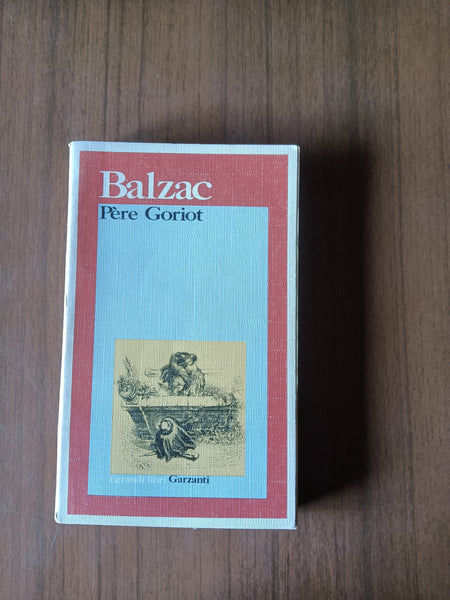 Balzac
Père Goriot
i grandi libri Garzanti